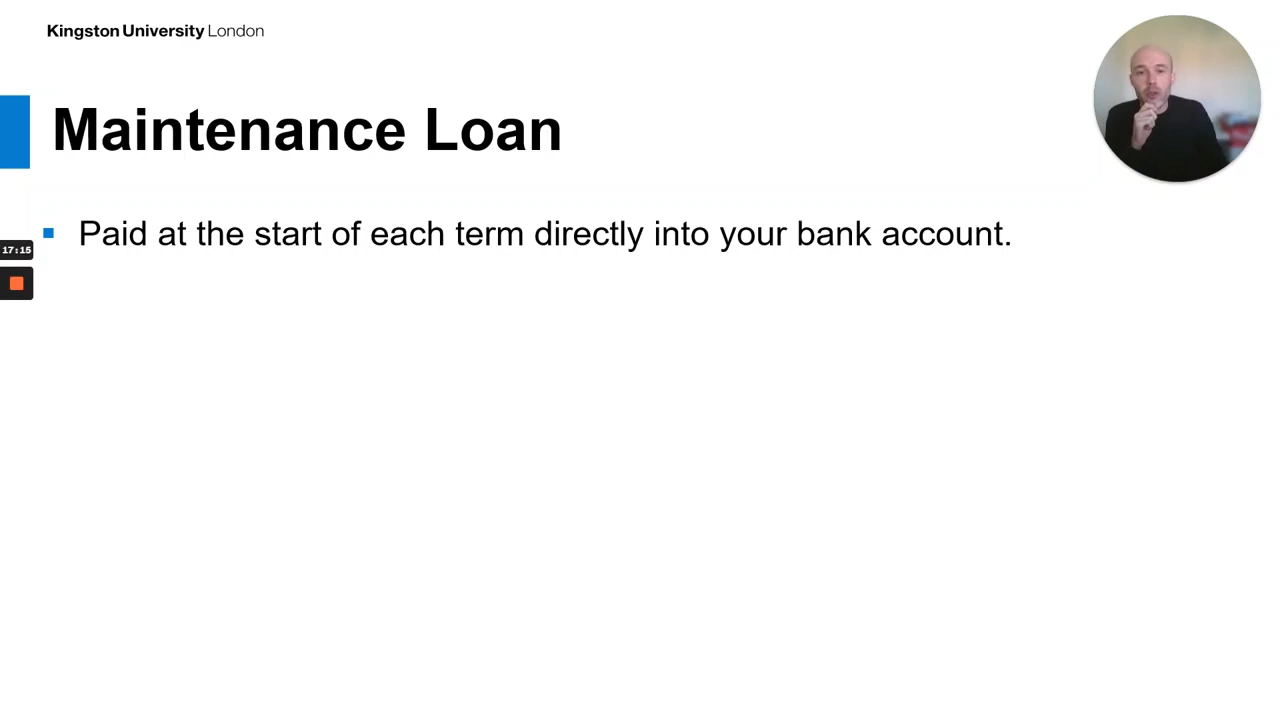 Kingston University London
Maintenance Loan
Paid at the start of each term directly into your bank account.
17:15